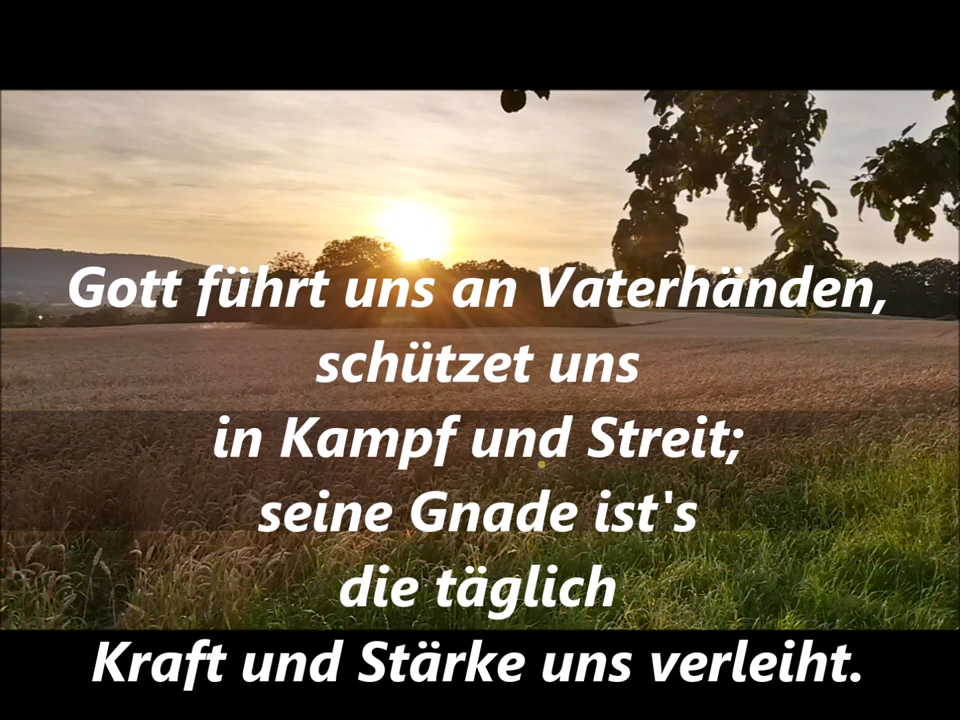 Gott führt uns an Vaterhänden,
schützet uns
in Kampf und Streit;
seine Gnade ist's
die täglich
Kraft und Stärke uns verleiht.